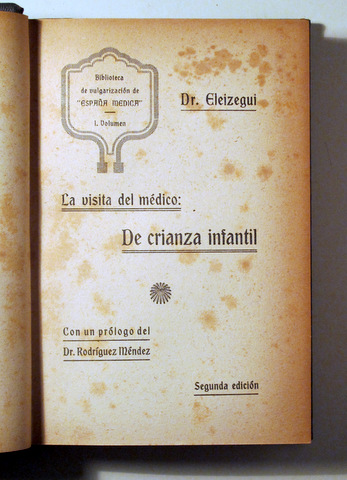 Biblioteca
de vulgarización de
"ESPAÑA MEDICA"
I. Volumen
Dr. Eleizegui
La visita del médico:
De crianza infantil
Con un prólogo del
Dr. Rodríguez Méndez
Segunda edición